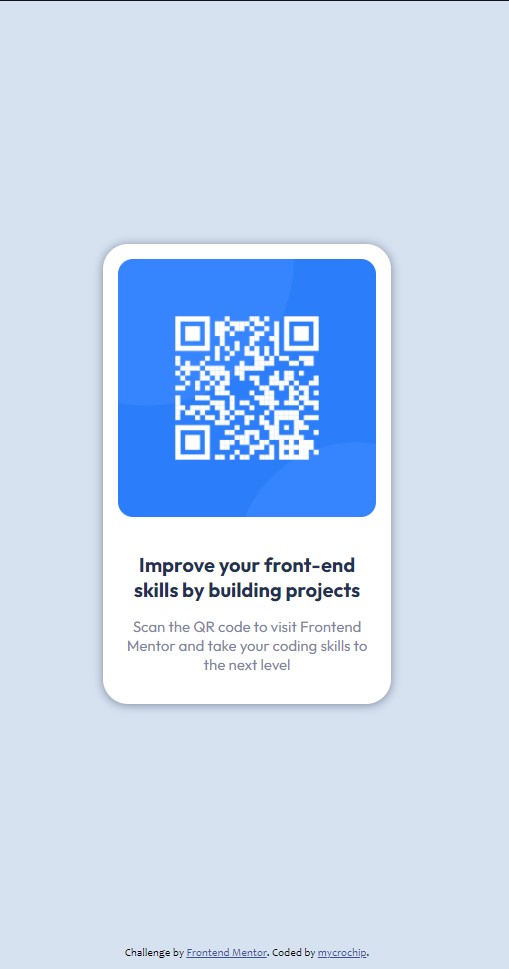 Improve your front-end
skills by building projects
Scan the QR code to visit Frontend
Mentor and take your coding skills to
the next level
Challenge by Frontend Mentor. Coded by mycrochip.